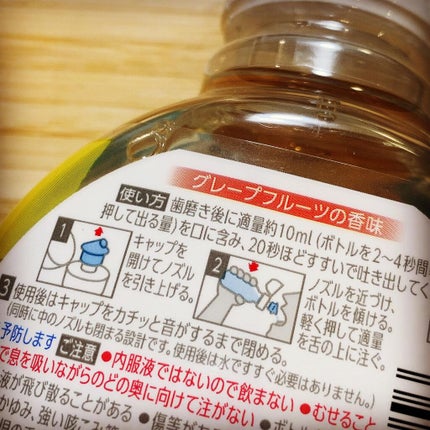 グレープフルーツの香味
使い方 歯磨き後に適量約10ml(ボトルを2~4秒間
押して出る量)を口に含み、20秒ほどすすいで吐き出してく
1
キャップを
開けてノズル
を引き上げる。
2
ノズルを近づけ、
ボトルを傾ける。
軽く押して適量
を舌の上に注ぐ。
3 使用後はキャップをカチッと音がするまで閉める。
(同時に中のノズルも閉まる設計です。使用後は水ですすぐ必要はありません。)
予防します
ご注意 ●内服液ではないので飲まない ●むせること
で息を吸いながらのどの奥に向けて注がない
液が飛び散ることがある
かゆみ、強い咳
●傷等が